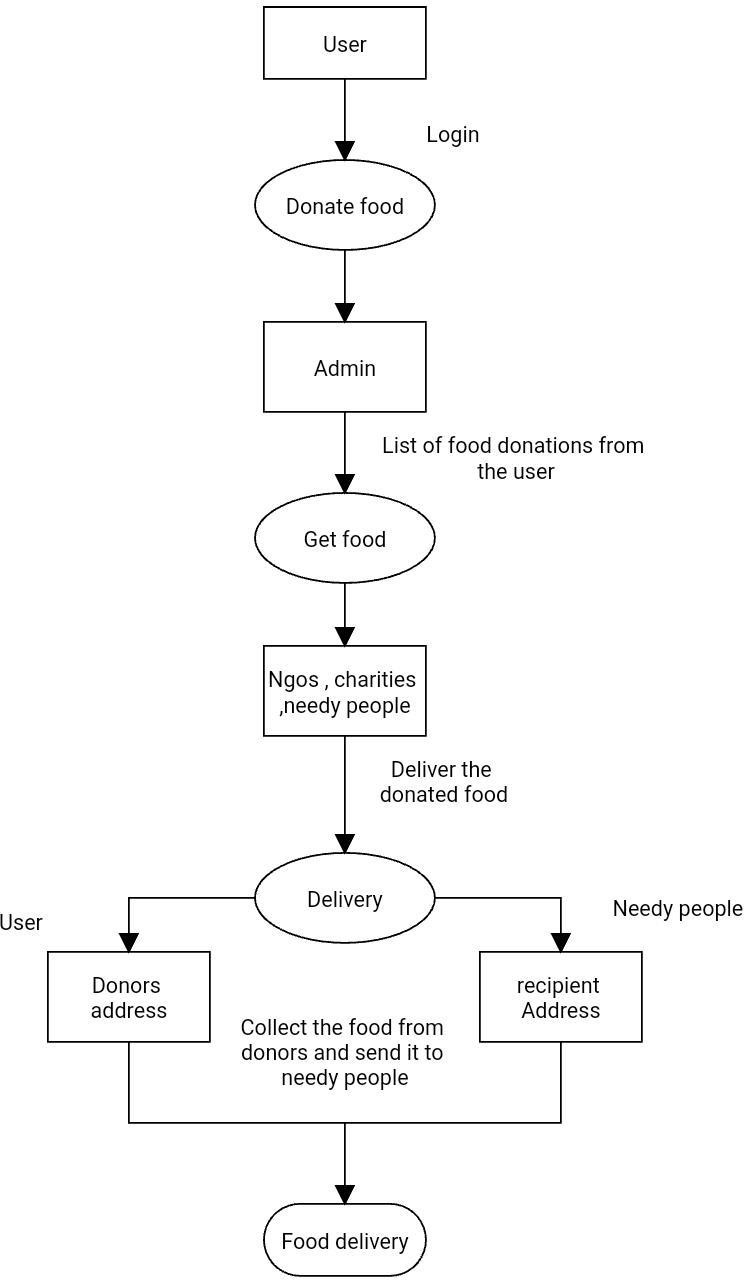 User
Login
Donate food
Admin
List of food donations from
the user
Get food
Ngos , charities
,needy people
Deliver the
donated food
Delivery
User
Needy people
Donors
address
recipient
Address
Collect the food from
donors and send it to
needy people
Food delivery